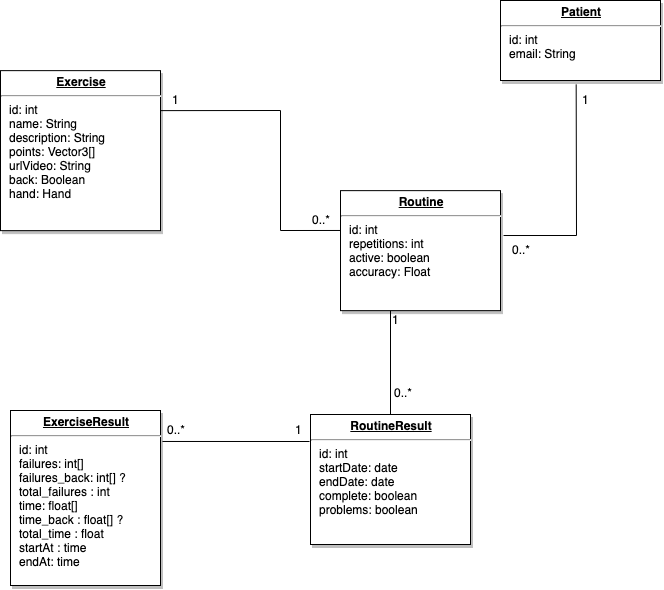 Patient
id: int
email: String
Exercise
id: int
name: String
description: String
points: Vector3[]
urlVideo: String
back: Boolean
hand: Hand
1
1
0..*
Routine
id: int
repetitions: int
active: boolean
accuracy: Float
0..*
1
0..*
ExerciseResult
id: int
failures: int[]
failures_back: int[] ?
total_failures : int
time: float[]
time_back : float[] ?
total_time : float
startAt : time
endAt: time
0..*
1
RoutineResult
id: int
startDate: date
endDate: date
complete: boolean
problems: boolean